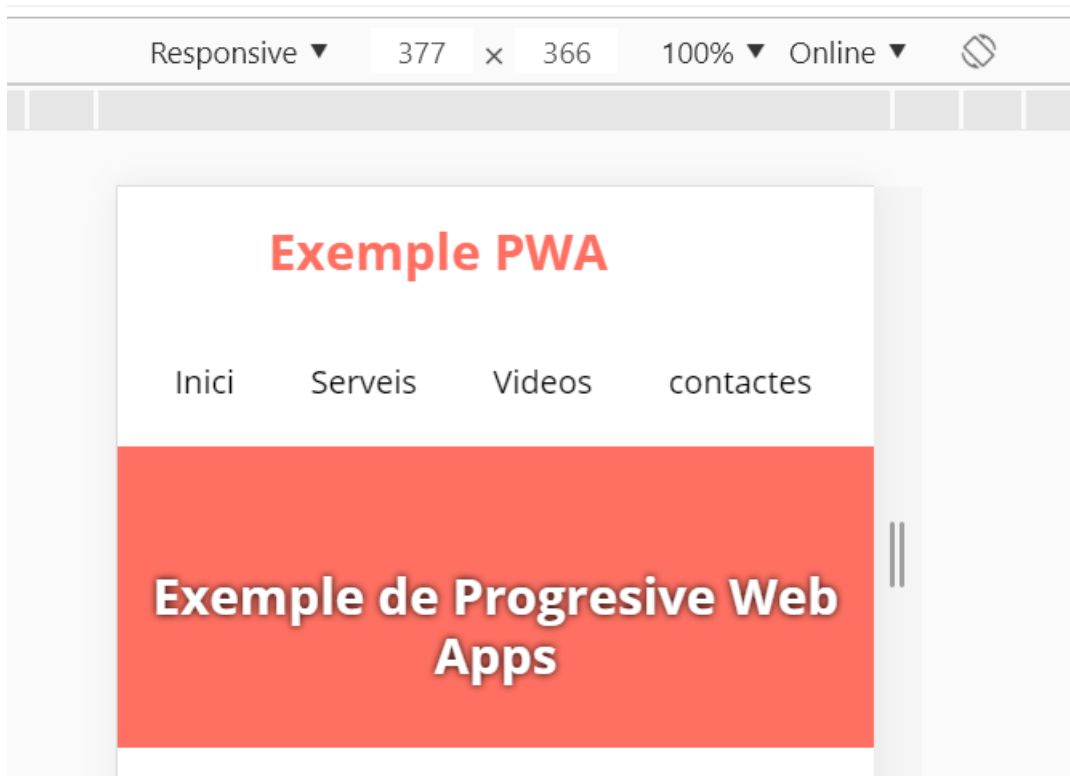 Responsive ▼ 377 × 366 100% ▼ Online ▼
Exemple PWA
Inici Serveis Videos contactes
Exemple de Progresive Web
Apps